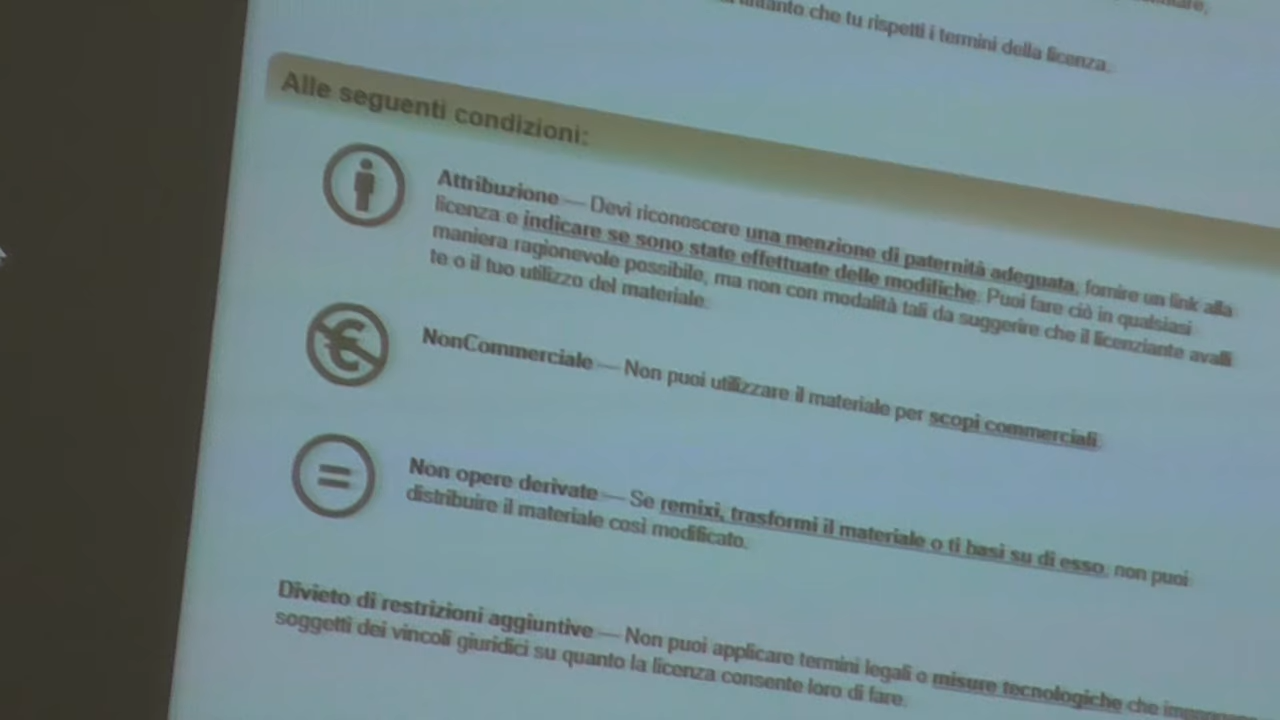 che tu rispetti i termini della licenza.
Alle seguenti condizioni:
Attribuzione — Devi riconoscere una menzione di paternità adeguata, fornire un link alla
licenza e indicare se sono state effettuate delle modifiche. Puoi fare ciò in qualsiasi
maniera ragionevole possibile, ma non con modalità tali da suggerire che il licenziante avalli
te o il tuo utilizzo del materiale.
€
NonCommerciale — Non puoi utilizzare il materiale per scopi commerciali.
=
Non opere derivate — Se remixi, trasformi il materiale o ti basi su di esso, non puoi
distribuire il materiale così modificato.
Divieto di restrizioni aggiuntive — Non puoi applicare termini legali o misure tecnologiche che
soggetti dei vincoli giuridici su quanto la licenza consente loro di fare.